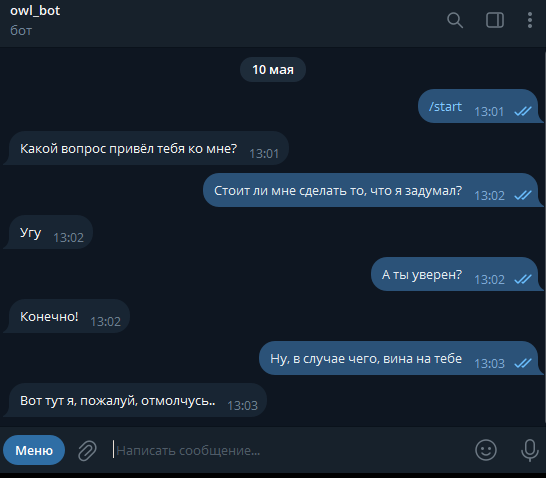 owl_bot
бот
10 мая
/start 13:01
Какой вопрос привёл тебя ко мне? 13:01
Стоит ли мне сделать то, что я задумал? 13:02
Угу 13:02
А ты уверен? 13:02
Конечно! 13:02
Ну, в случае чего, вина на тебе 13:03
Вот тут я, пожалуй, отмолчусь.. 13:03
Меню Написать сообщение...